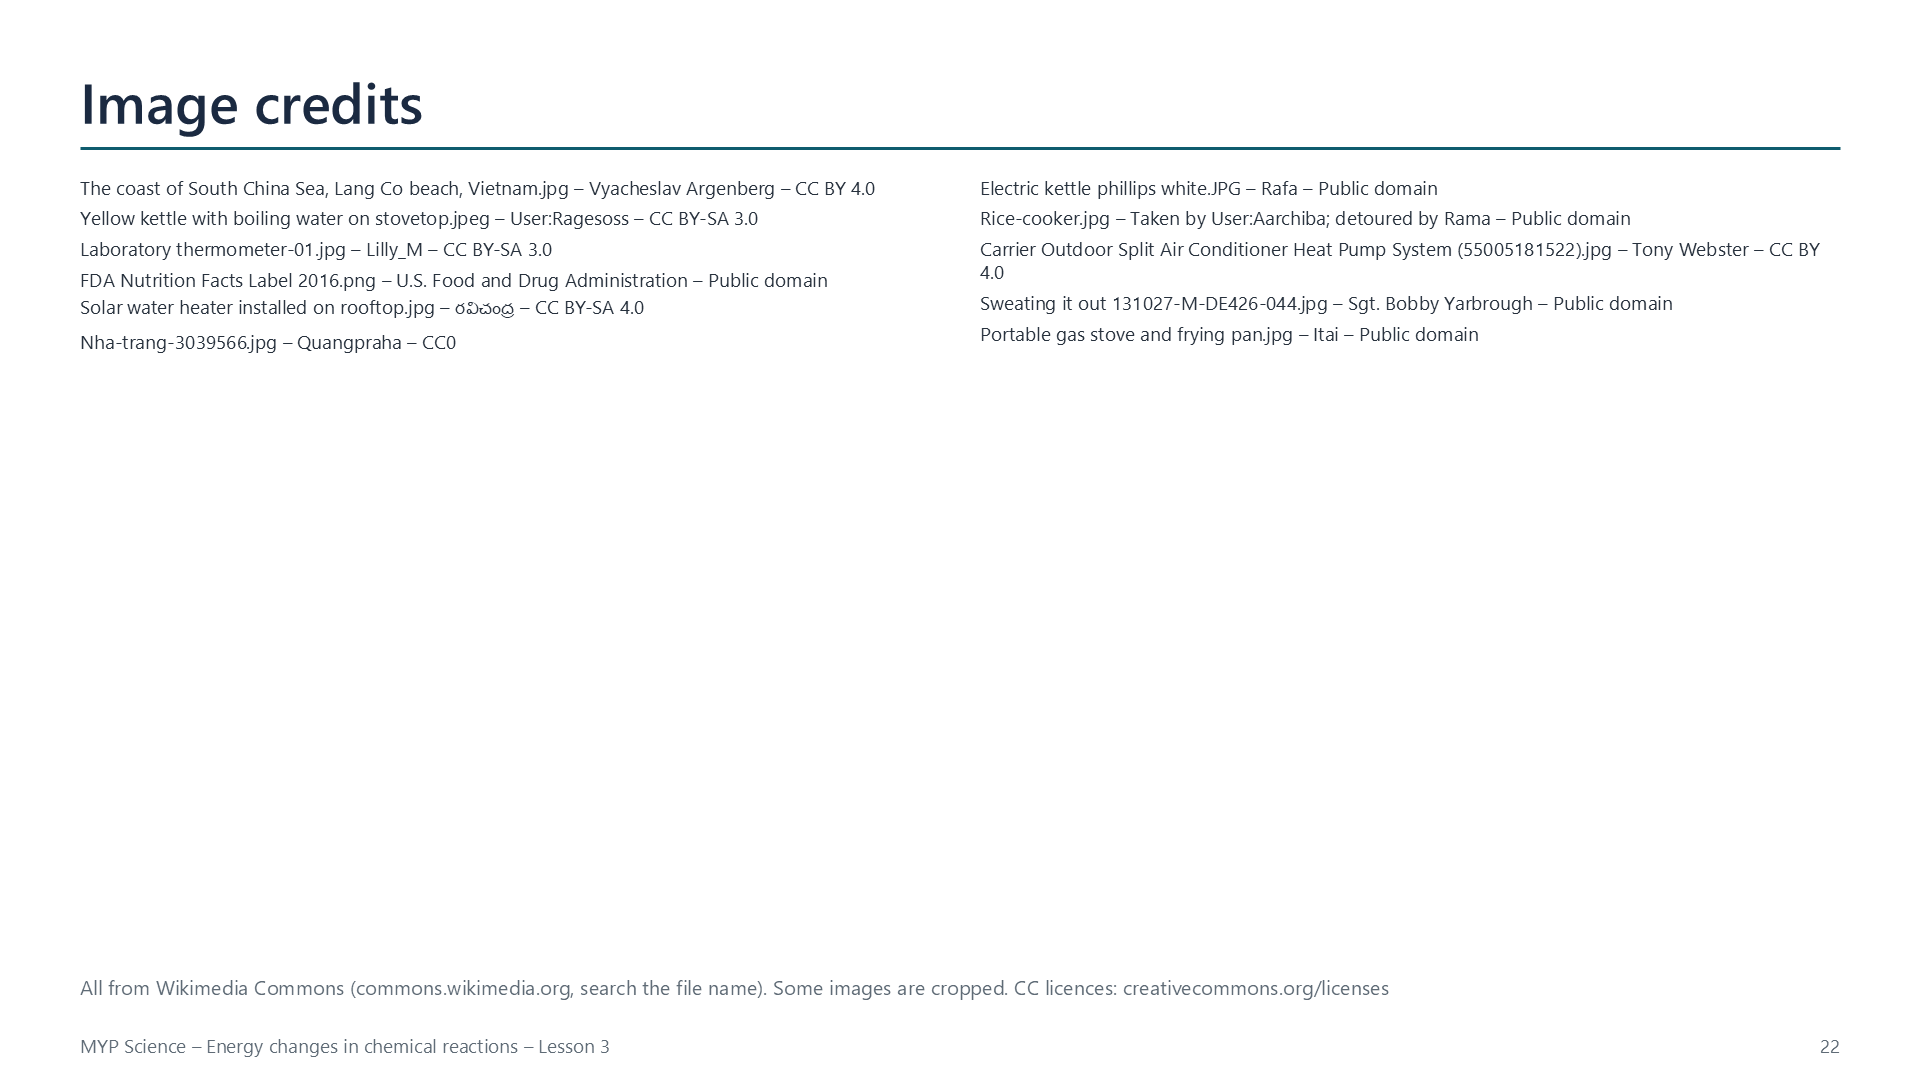 Image credits
The coast of South China Sea, Lang Co beach, Vietnam.jpg – Vyacheslav Argenberg – CC BY 4.0
Yellow kettle with boiling water on stovetop.jpeg – User:Ragesoss – CC BY-SA 3.0
Laboratory thermometer-01.jpg – Lilly_M – CC BY-SA 3.0
FDA Nutrition Facts Label 2016.png – U.S. Food and Drug Administration – Public domain
Solar water heater installed on rooftop.jpg – రవిచంద్ర – CC BY-SA 4.0
Nha-trang-3039566.jpg – Quangpraha – CC0
Electric kettle phillips white.JPG – Rafa – Public domain
Rice-cooker.jpg – Taken by User:Aarchiba; detoured by Rama – Public domain
Carrier Outdoor Split Air Conditioner Heat Pump System (55005181522).jpg – Tony Webster – CC BY
4.0
Sweating it out 131027-M-DE426-044.jpg – Sgt. Bobby Yarbrough – Public domain
Portable gas stove and frying pan.jpg – Itai – Public domain
All from Wikimedia Commons (commons.wikimedia.org, search the file name). Some images are cropped. CC licences: creativecommons.org/licenses
MYP Science – Energy changes in chemical reactions – Lesson 3
22